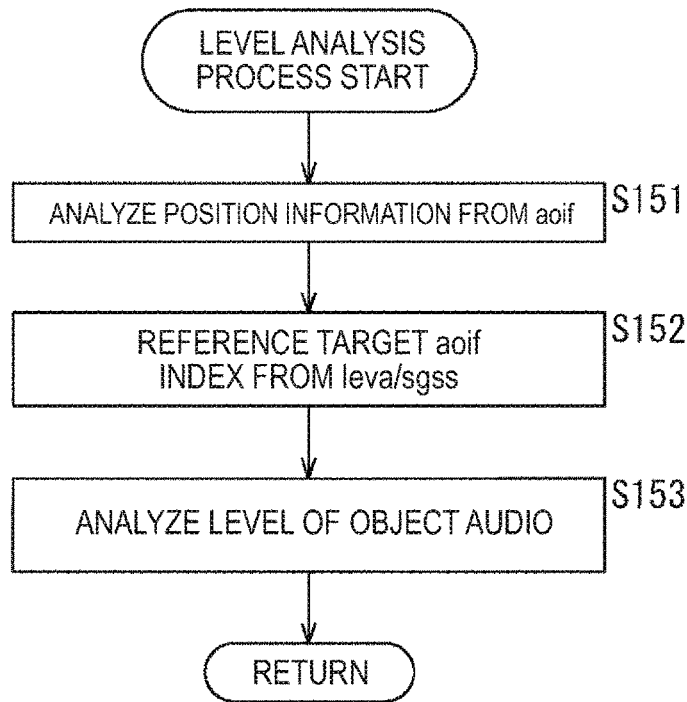 LEVEL ANALYSIS
PROCESS START
ANALYZE POSITION INFORMATION FROM aoif
S151
REFERENCE TARGET aoif
INDEX FROM leva/sgss
S152
ANALYZE LEVEL OF OBJECT AUDIO
S153
RETURN